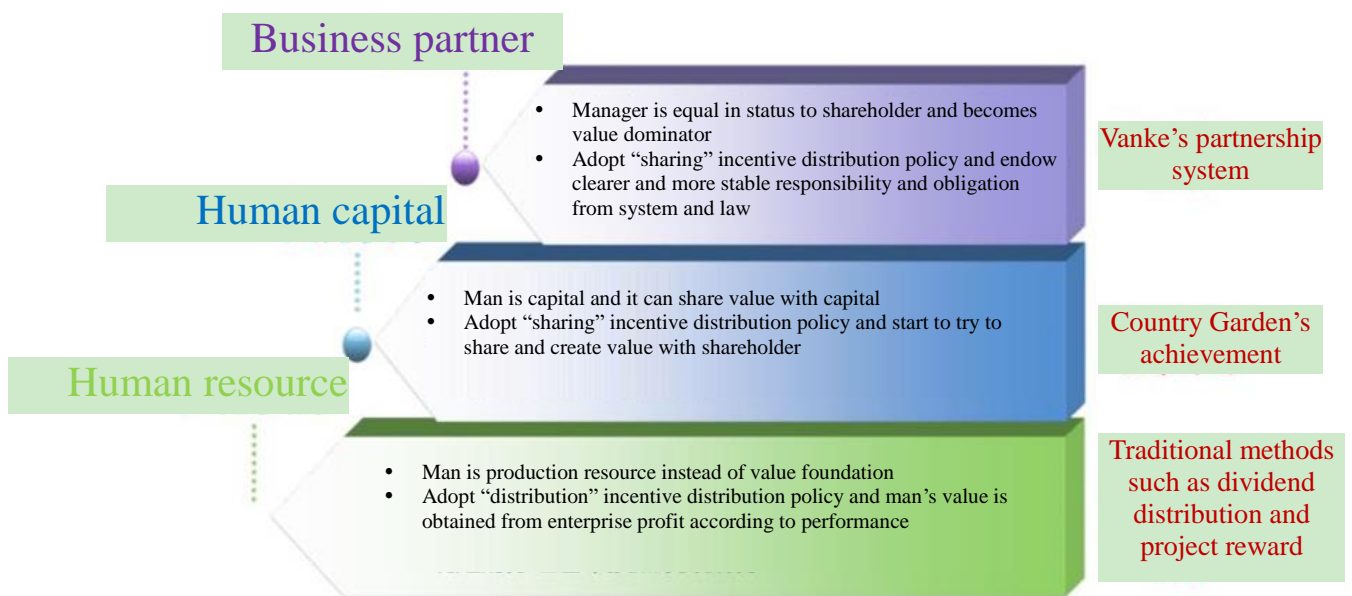 Business partner
• Manager is equal in status to shareholder and becomes
value dominator
• Adopt “sharing” incentive distribution policy and endow
clearer and more stable responsibility and obligation
from system and law
Vanke’s partnership
system
Human capital
• Man is capital and it can share value with capital
• Adopt “sharing” incentive distribution policy and start to try to
share and create value with shareholder
Country Garden’s
achievement
Human resource
• Man is production resource instead of value foundation
• Adopt “distribution” incentive distribution policy and man’s value is
obtained from enterprise profit according to performance
Traditional methods
such as dividend
distribution and
project reward